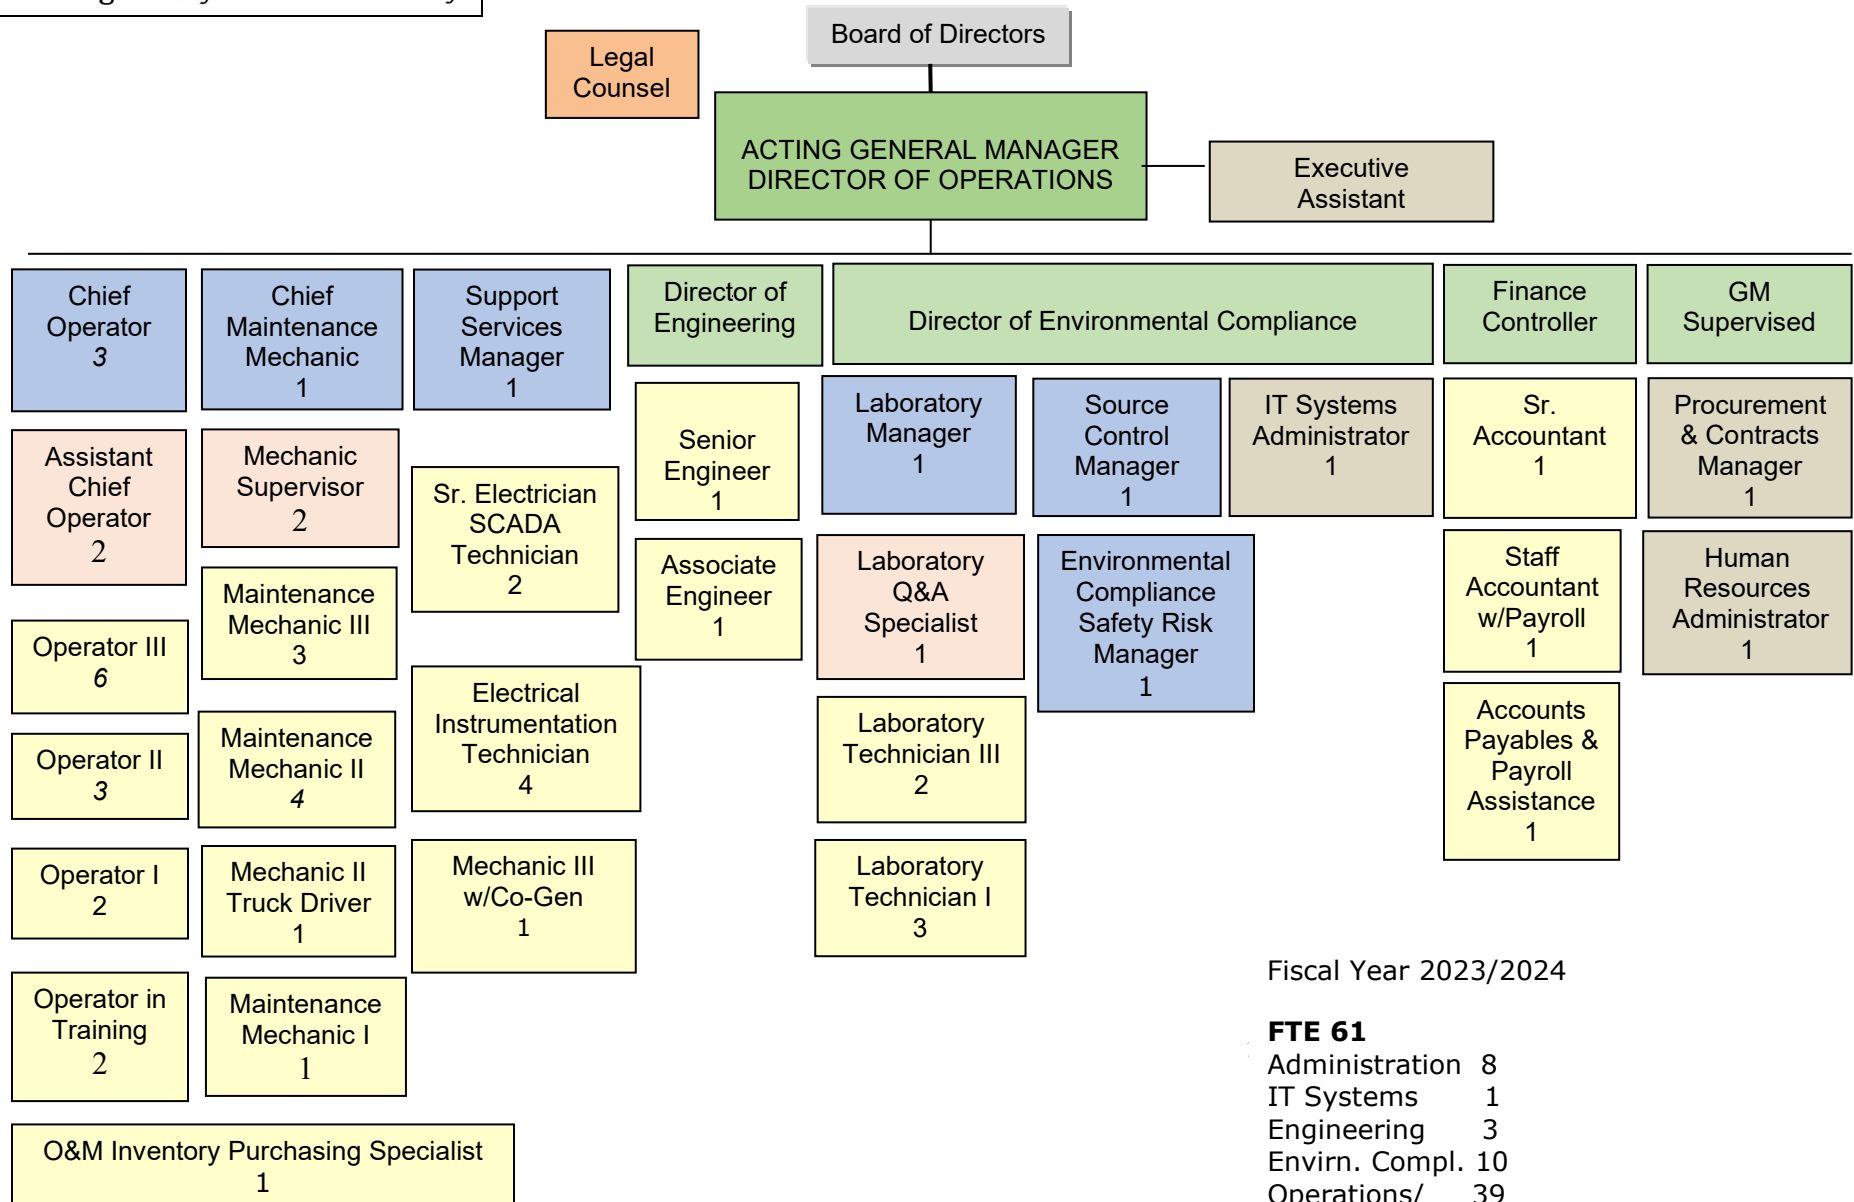 Board of Directors
Legal
Counsel
ACTING GENERAL MANAGER
DIRECTOR OF OPERATIONS
Executive
Assistant
Chief
Operator
3
Chief
Maintenance
Mechanic
1
Support
Services
Manager
1
Director of
Engineering
Director of Environmental Compliance
Finance
Controller
GM
Supervised
Assistant
Chief
Operator
2
Operator III
6
Operator II
3
Operator I
2
Operator in
Training
2
Mechanic
Supervisor
2
Maintenance
Mechanic III
3
Maintenance
Mechanic II
4
Mechanic II
Truck Driver
1
Maintenance
Mechanic I
1
O&M Inventory Purchasing Specialist
1
Sr. Electrician
SCADA
Technician
2
Electrical
Instrumentation
Technician
4
Mechanic III
w/Co-Gen
1
Senior
Engineer
1
Associate
Engineer
1
Laboratory
Manager
1
Laboratory
Q&A
Specialist
1
Laboratory
Technician III
2
Laboratory
Technician I
3
Source
Control
Manager
1
Environmental
Compliance
Safety Risk
Manager
1
IT Systems
Administrator
1
Sr.
Accountant
1
Staff
Accountant
w/Payroll
1
Accounts
Payables &
Payroll
Assistance
1
Procurement
& Contracts
Manager
1
Human
Resources
Administrator
1
Fiscal Year 2023/2024
FTE 61
Administration 8
IT Systems 1
Engineering 3
Envirn. Compl. 10
Operations/ 39